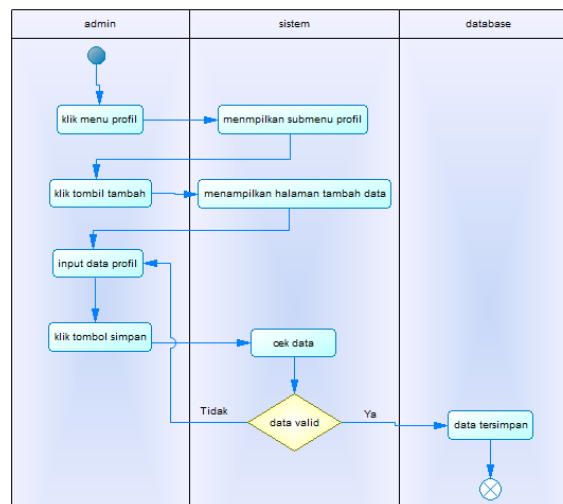 admin
sistem
database
klik menu profil
menmpilkan submenu profil
klik tombil tambah
menampilkan halaman tambah data
input data profil
klik tombol simpan
cek data
Tidak
data valid
Ya
data tersimpan